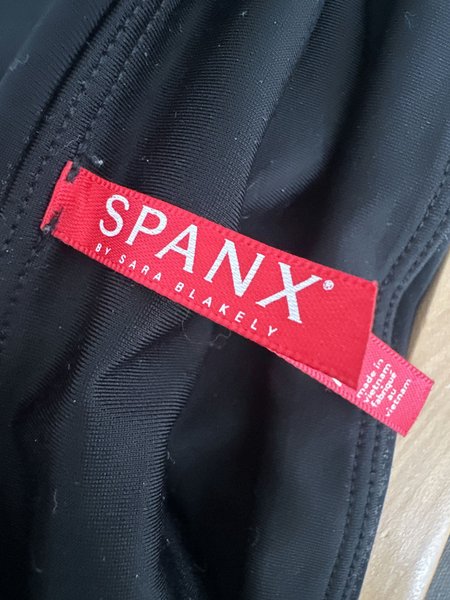 SPANX®
BY SARA BLAKELY
made in
vietnam
fabriqué
au
vietnam